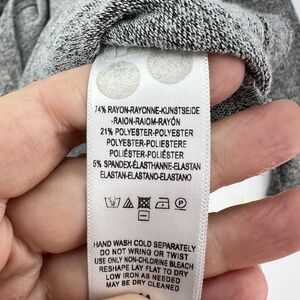 74% RAYON-RAYONNE-KUNSTSEIDE
-RAION-RAIOM-RAYÓN
21% POLYESTER-POLYESTER
POLYESTER-POLIESTERE
POLIÉSTER-POLIÉSTER
5% SPANDEX-ÉLASTHANNE-ELASTAN
ELASTAN-ELASTANO-ELASTANO
HAND WASH COLD SEPARATELY
DO NOT WRING OR TWIST
USE ONLY NON-CHLORINE BLEACH
RESHAPE LAY FLAT TO DRY
LOW IRON AS NEEDED
MAY BE DRY CLEANED